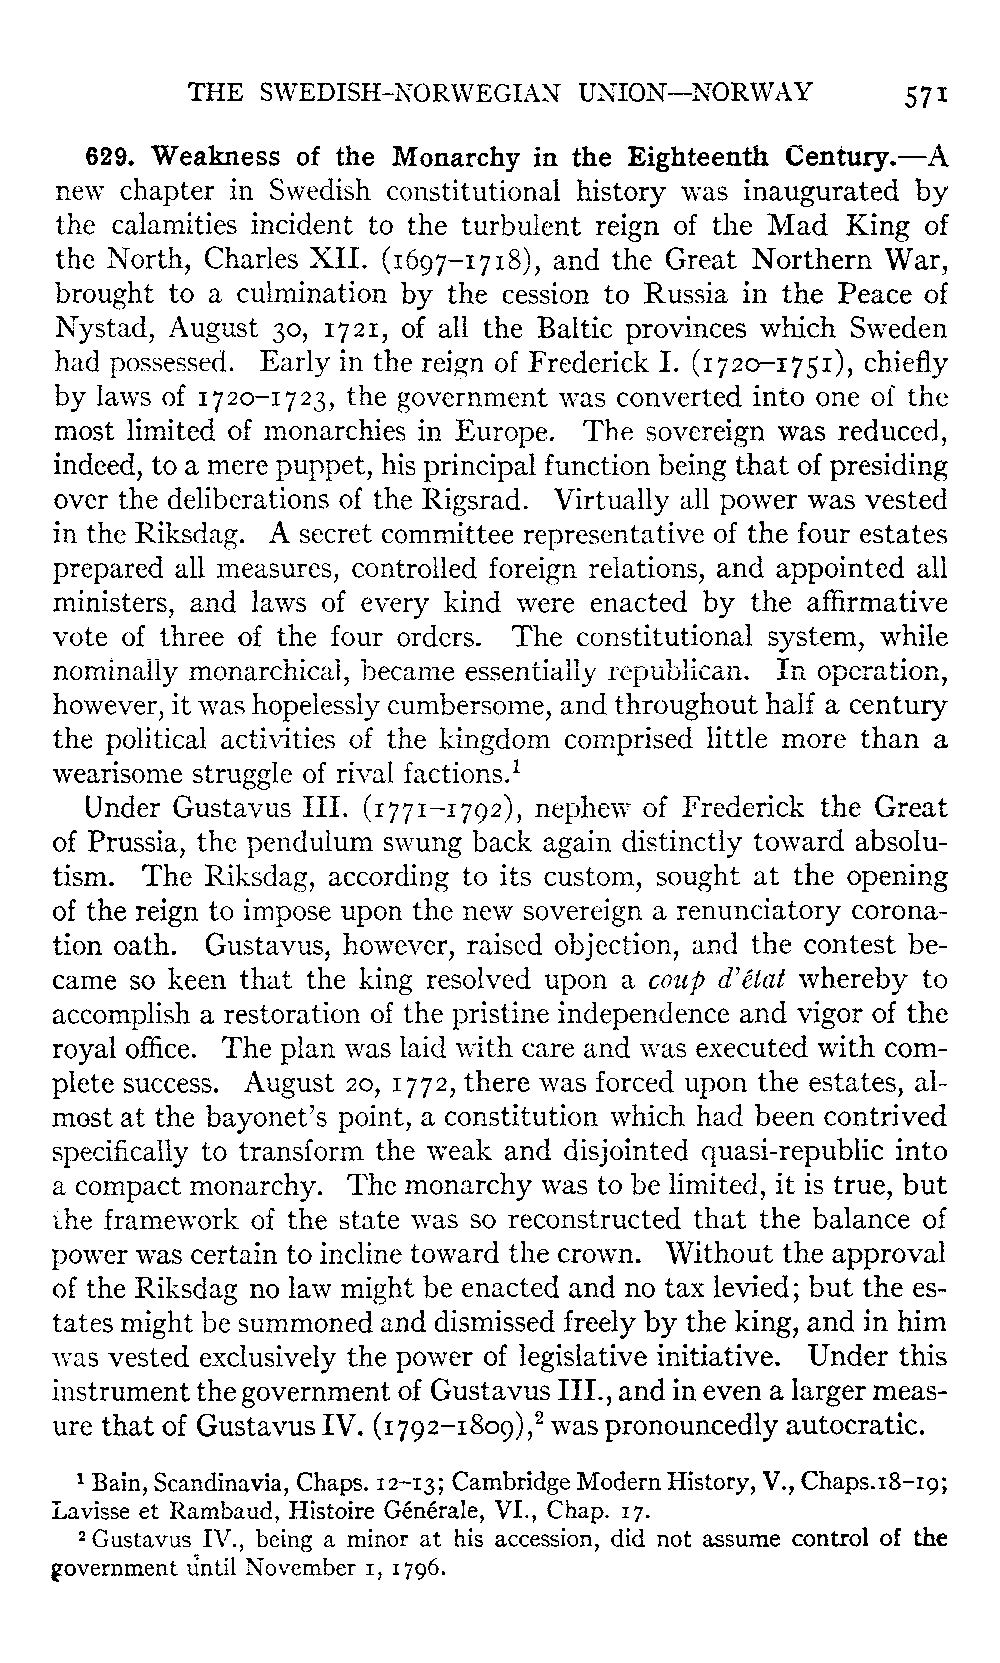 THE SWEDISH-NORWEGIAN UNION—NORWAY 571
629. Weakness of the Monarchy in the Eighteenth Century.—A
new chapter in Swedish constitutional history was inaugurated by
the calamities incident to the turbulent reign of the Mad King of
the North, Charles XII. (1697–1718), and the Great Northern War,
brought to a culmination by the cession to Russia in the Peace of
Nystad, August 30, 1721, of all the Baltic provinces which Sweden
had possessed. Early in the reign of Frederick I. (1720–1751), chiefly
by laws of 1720–1723, the government was converted into one of the
most limited of monarchies in Europe. The sovereign was reduced,
indeed, to a mere puppet, his principal function being that of presiding
over the deliberations of the Rigsrad. Virtually all power was vested
in the Riksdag. A secret committee representative of the four estates
prepared all measures, controlled foreign relations, and appointed all
ministers, and laws of every kind were enacted by the affirmative
vote of three of the four orders. The constitutional system, while
nominally monarchical, became essentially republican. In operation,
however, it was hopelessly cumbersome, and throughout half a century
the political activities of the kingdom comprised little more than a
wearisome struggle of rival factions.¹
Under Gustavus III. (1771–1792), nephew of Frederick the Great
of Prussia, the pendulum swung back again distinctly toward absolu-
tism. The Riksdag, according to its custom, sought at the opening
of the reign to impose upon the new sovereign a renunciatory corona-
tion oath. Gustavus, however, raised objection, and the contest be-
came so keen that the king resolved upon a coup d'état whereby to
accomplish a restoration of the pristine independence and vigor of the
royal office. The plan was laid with care and was executed with com-
plete success. August 20, 1772, there was forced upon the estates, al-
most at the bayonet's point, a constitution which had been contrived
specifically to transform the weak and disjointed quasi-republic into
a compact monarchy. The monarchy was to be limited, it is true, but
the framework of the state was so reconstructed that the balance of
power was certain to incline toward the crown. Without the approval
of the Riksdag no law might be enacted and no tax levied; but the es-
tates might be summoned and dismissed freely by the king, and in him
was vested exclusively the power of legislative initiative. Under this
instrument the government of Gustavus III., and in even a larger meas-
ure that of Gustavus IV. (1792–1809),² was pronouncedly autocratic.
¹ Bain, Scandinavia, Chaps. 12–13; Cambridge Modern History, V., Chaps. 18–19;
Lavisse et Rambaud, Histoire Générale, VI., Chap. 17.
² Gustavus IV., being a minor at his accession, did not assume control of the
government until November 1, 1796.